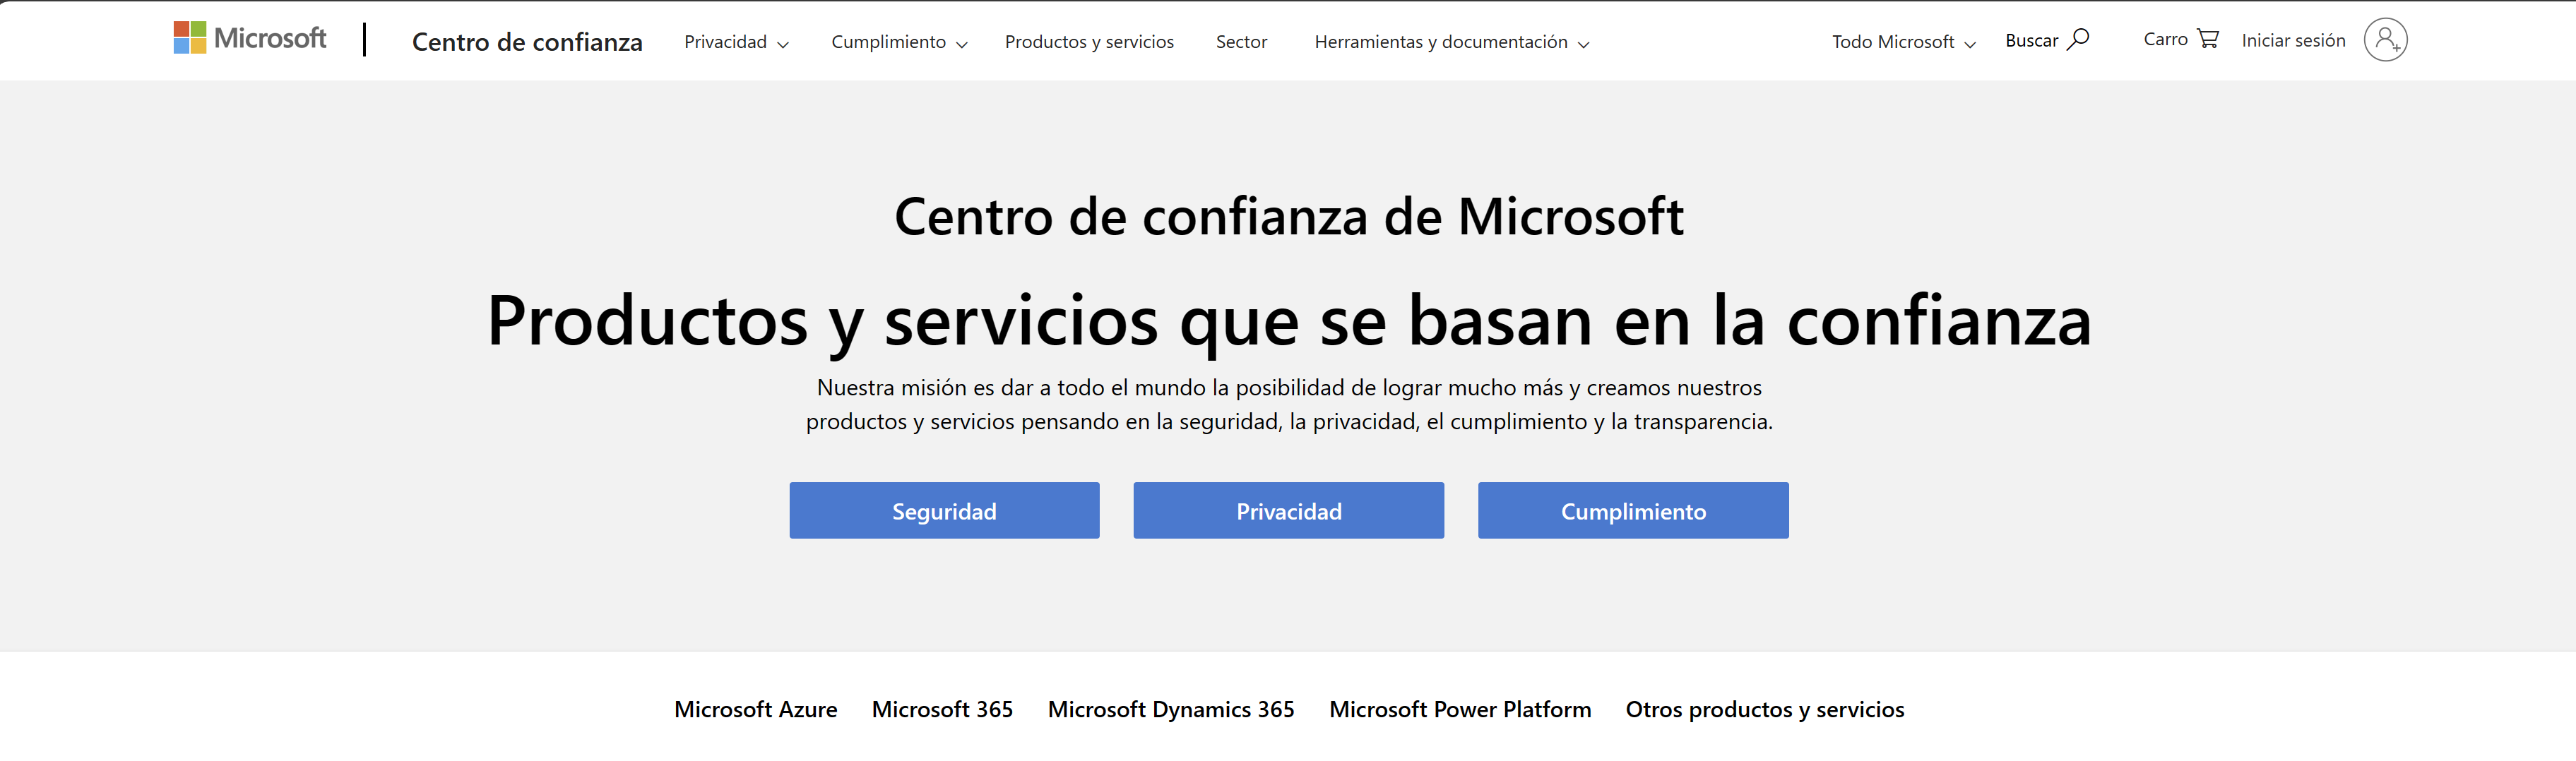 Microsoft
Centro de confianza
Privacidad
Cumplimiento
Productos y servicios
Sector
Herramientas y documentación
Todo Microsoft
Buscar
Carro
Iniciar sesión
Centro de confianza de Microsoft
Productos y servicios que se basan en la confianza
Nuestra misión es dar a todo el mundo la posibilidad de lograr mucho más y creamos nuestros
productos y servicios pensando en la seguridad, la privacidad, el cumplimiento y la transparencia.
Seguridad
Privacidad
Cumplimiento
Microsoft Azure
Microsoft 365
Microsoft Dynamics 365
Microsoft Power Platform
Otros productos y servicios